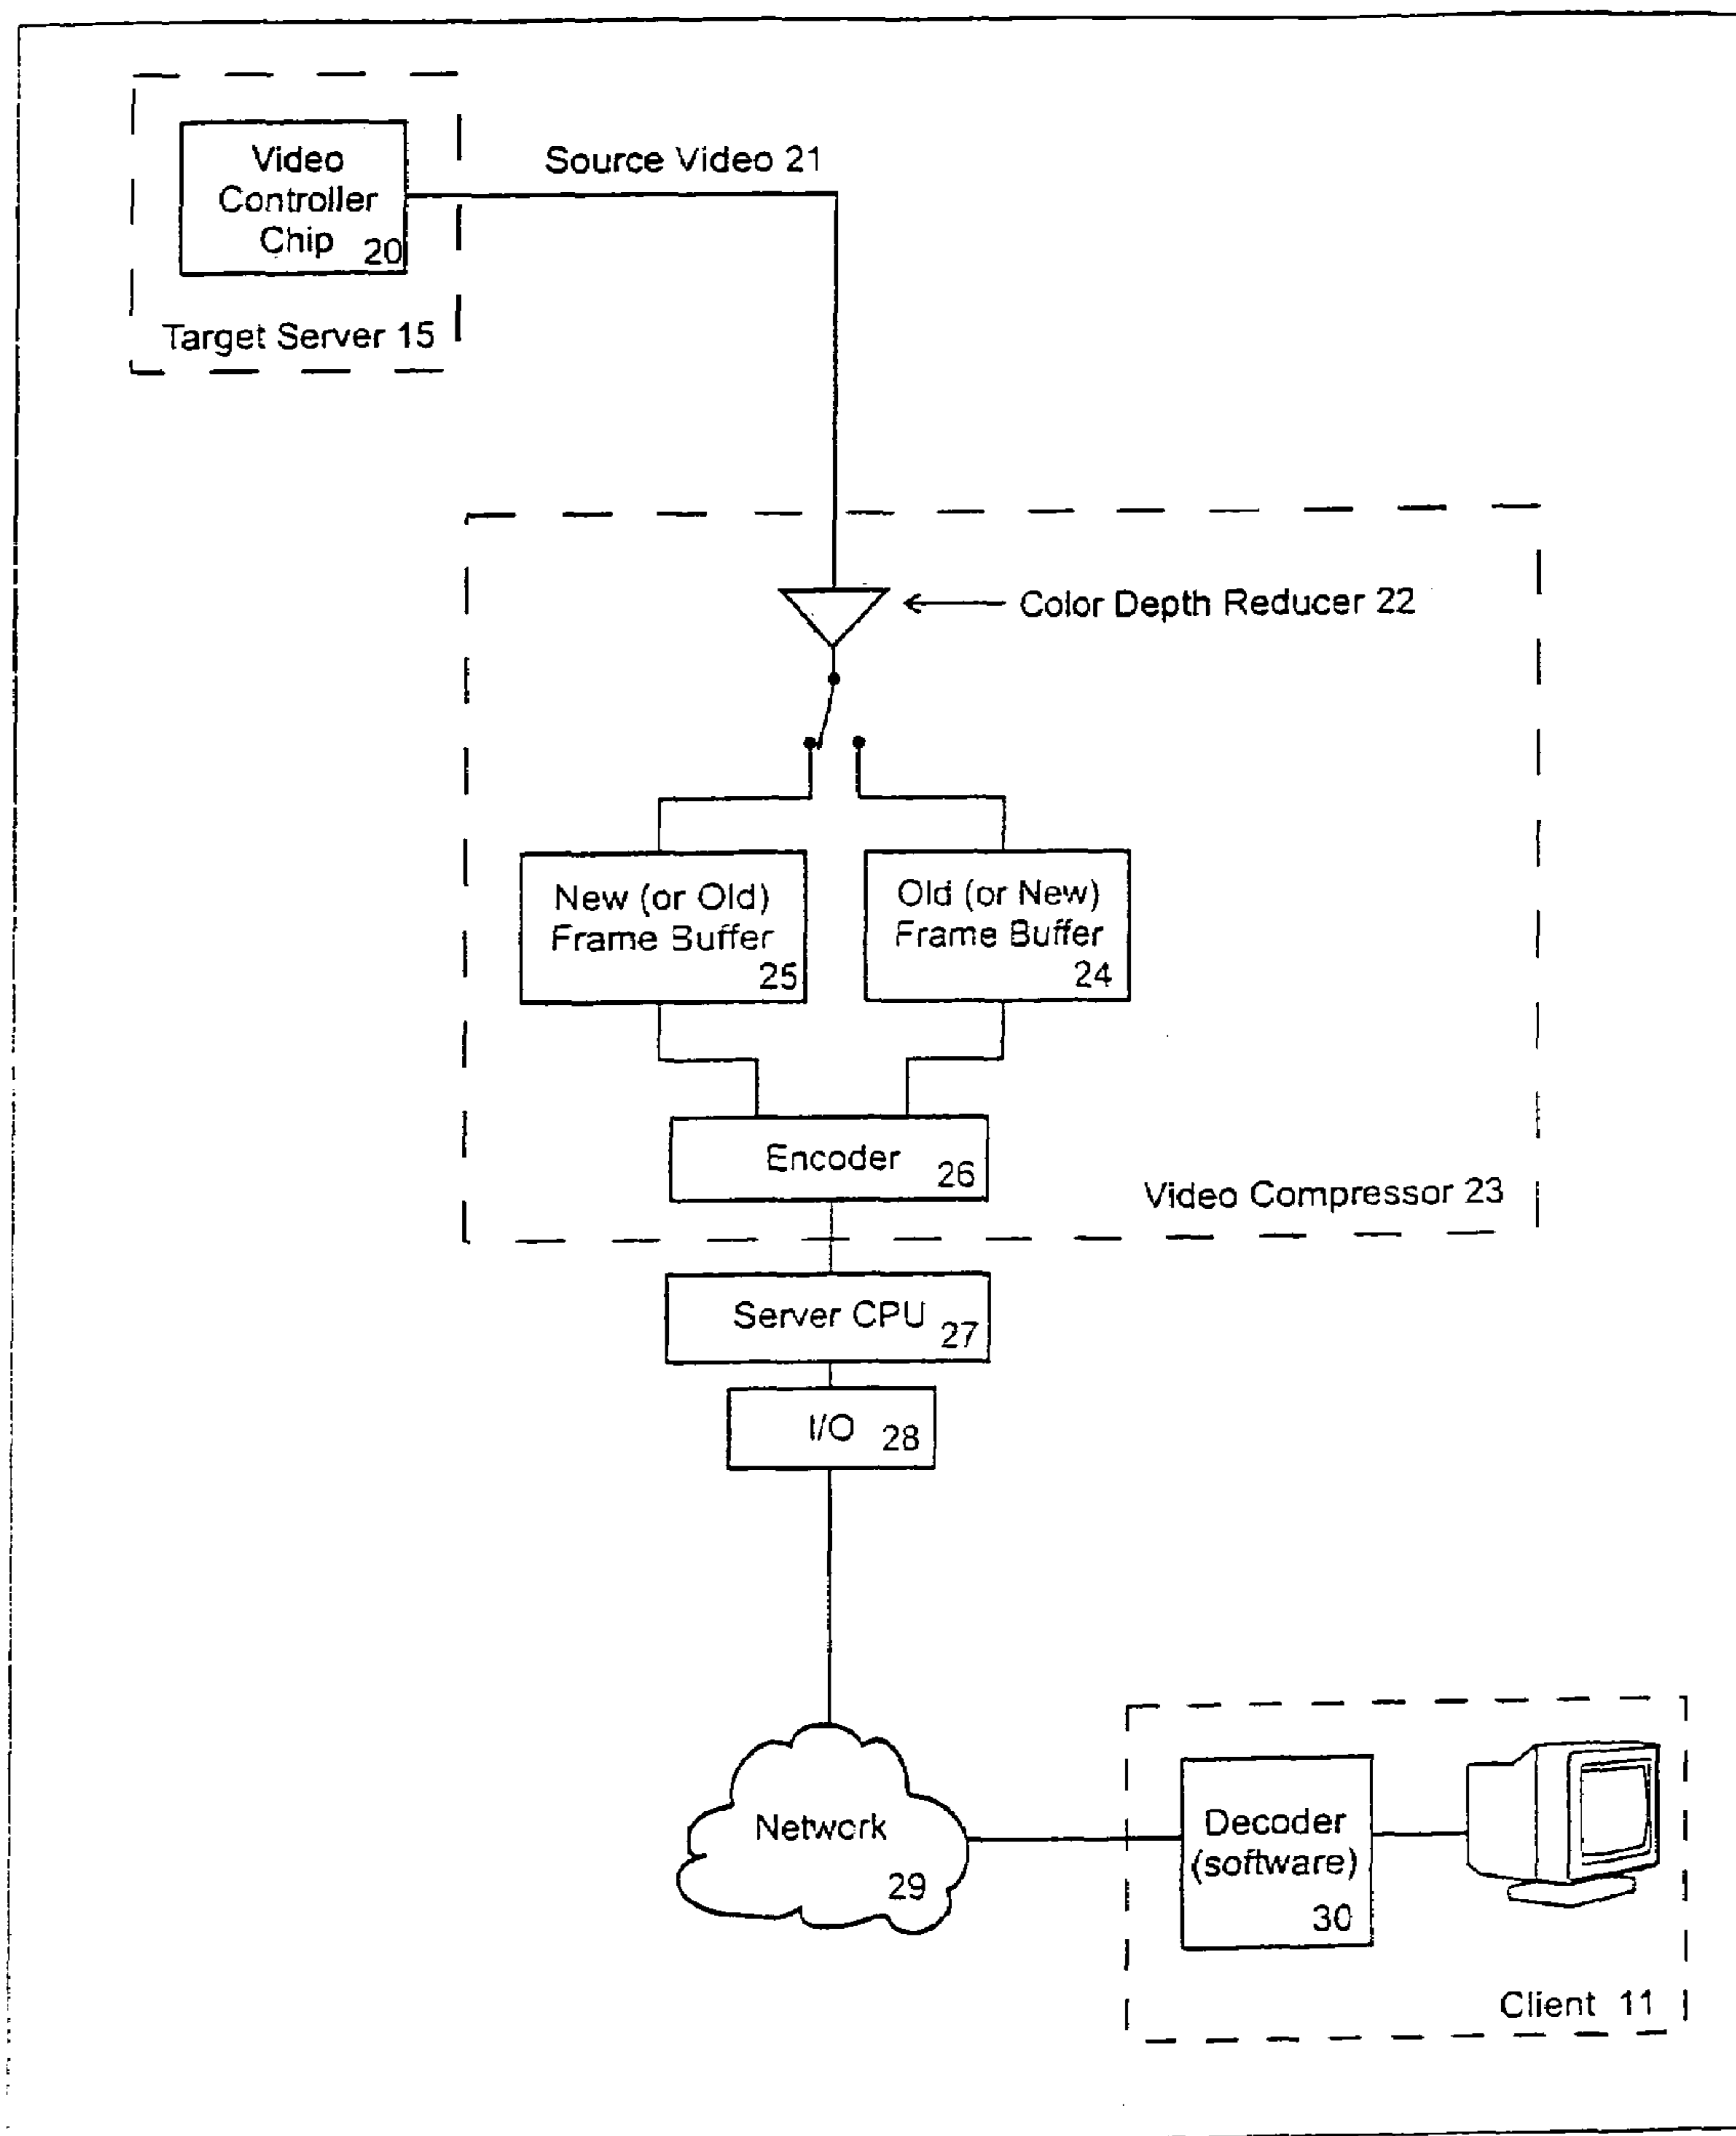 Video
Controller
Chip 20
Target Server 15
Source Video 21
Color Depth Reducer 22
New (or Old)
Frame Buffer
25
Old (or New)
Frame Buffer
24
Encoder 26
Video Compressor 23
Server CPU 27
I/O 28
Network
29
Decoder
(software)
30
Client 11